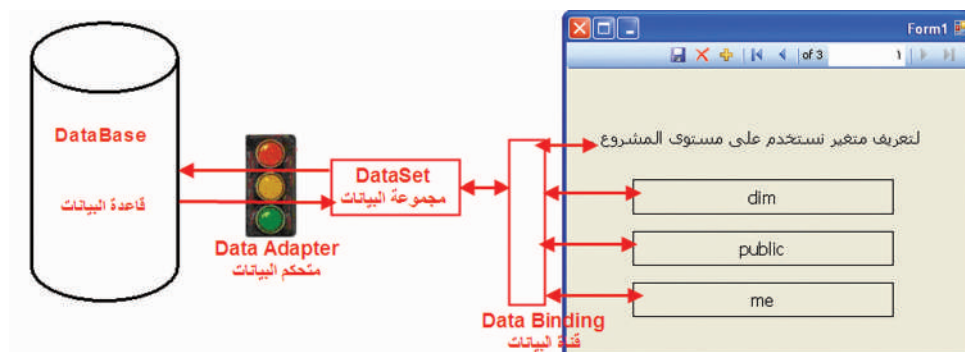 DataBase
قاعدة البيانات
Data Adapter
متحكم البيانات
DataSet
مجموعة البيانات
Data Binding
قناة البيانات
Form1
of 3
١
لتعريف متغير نستخدم على مستوى المشروع
dim
public
me